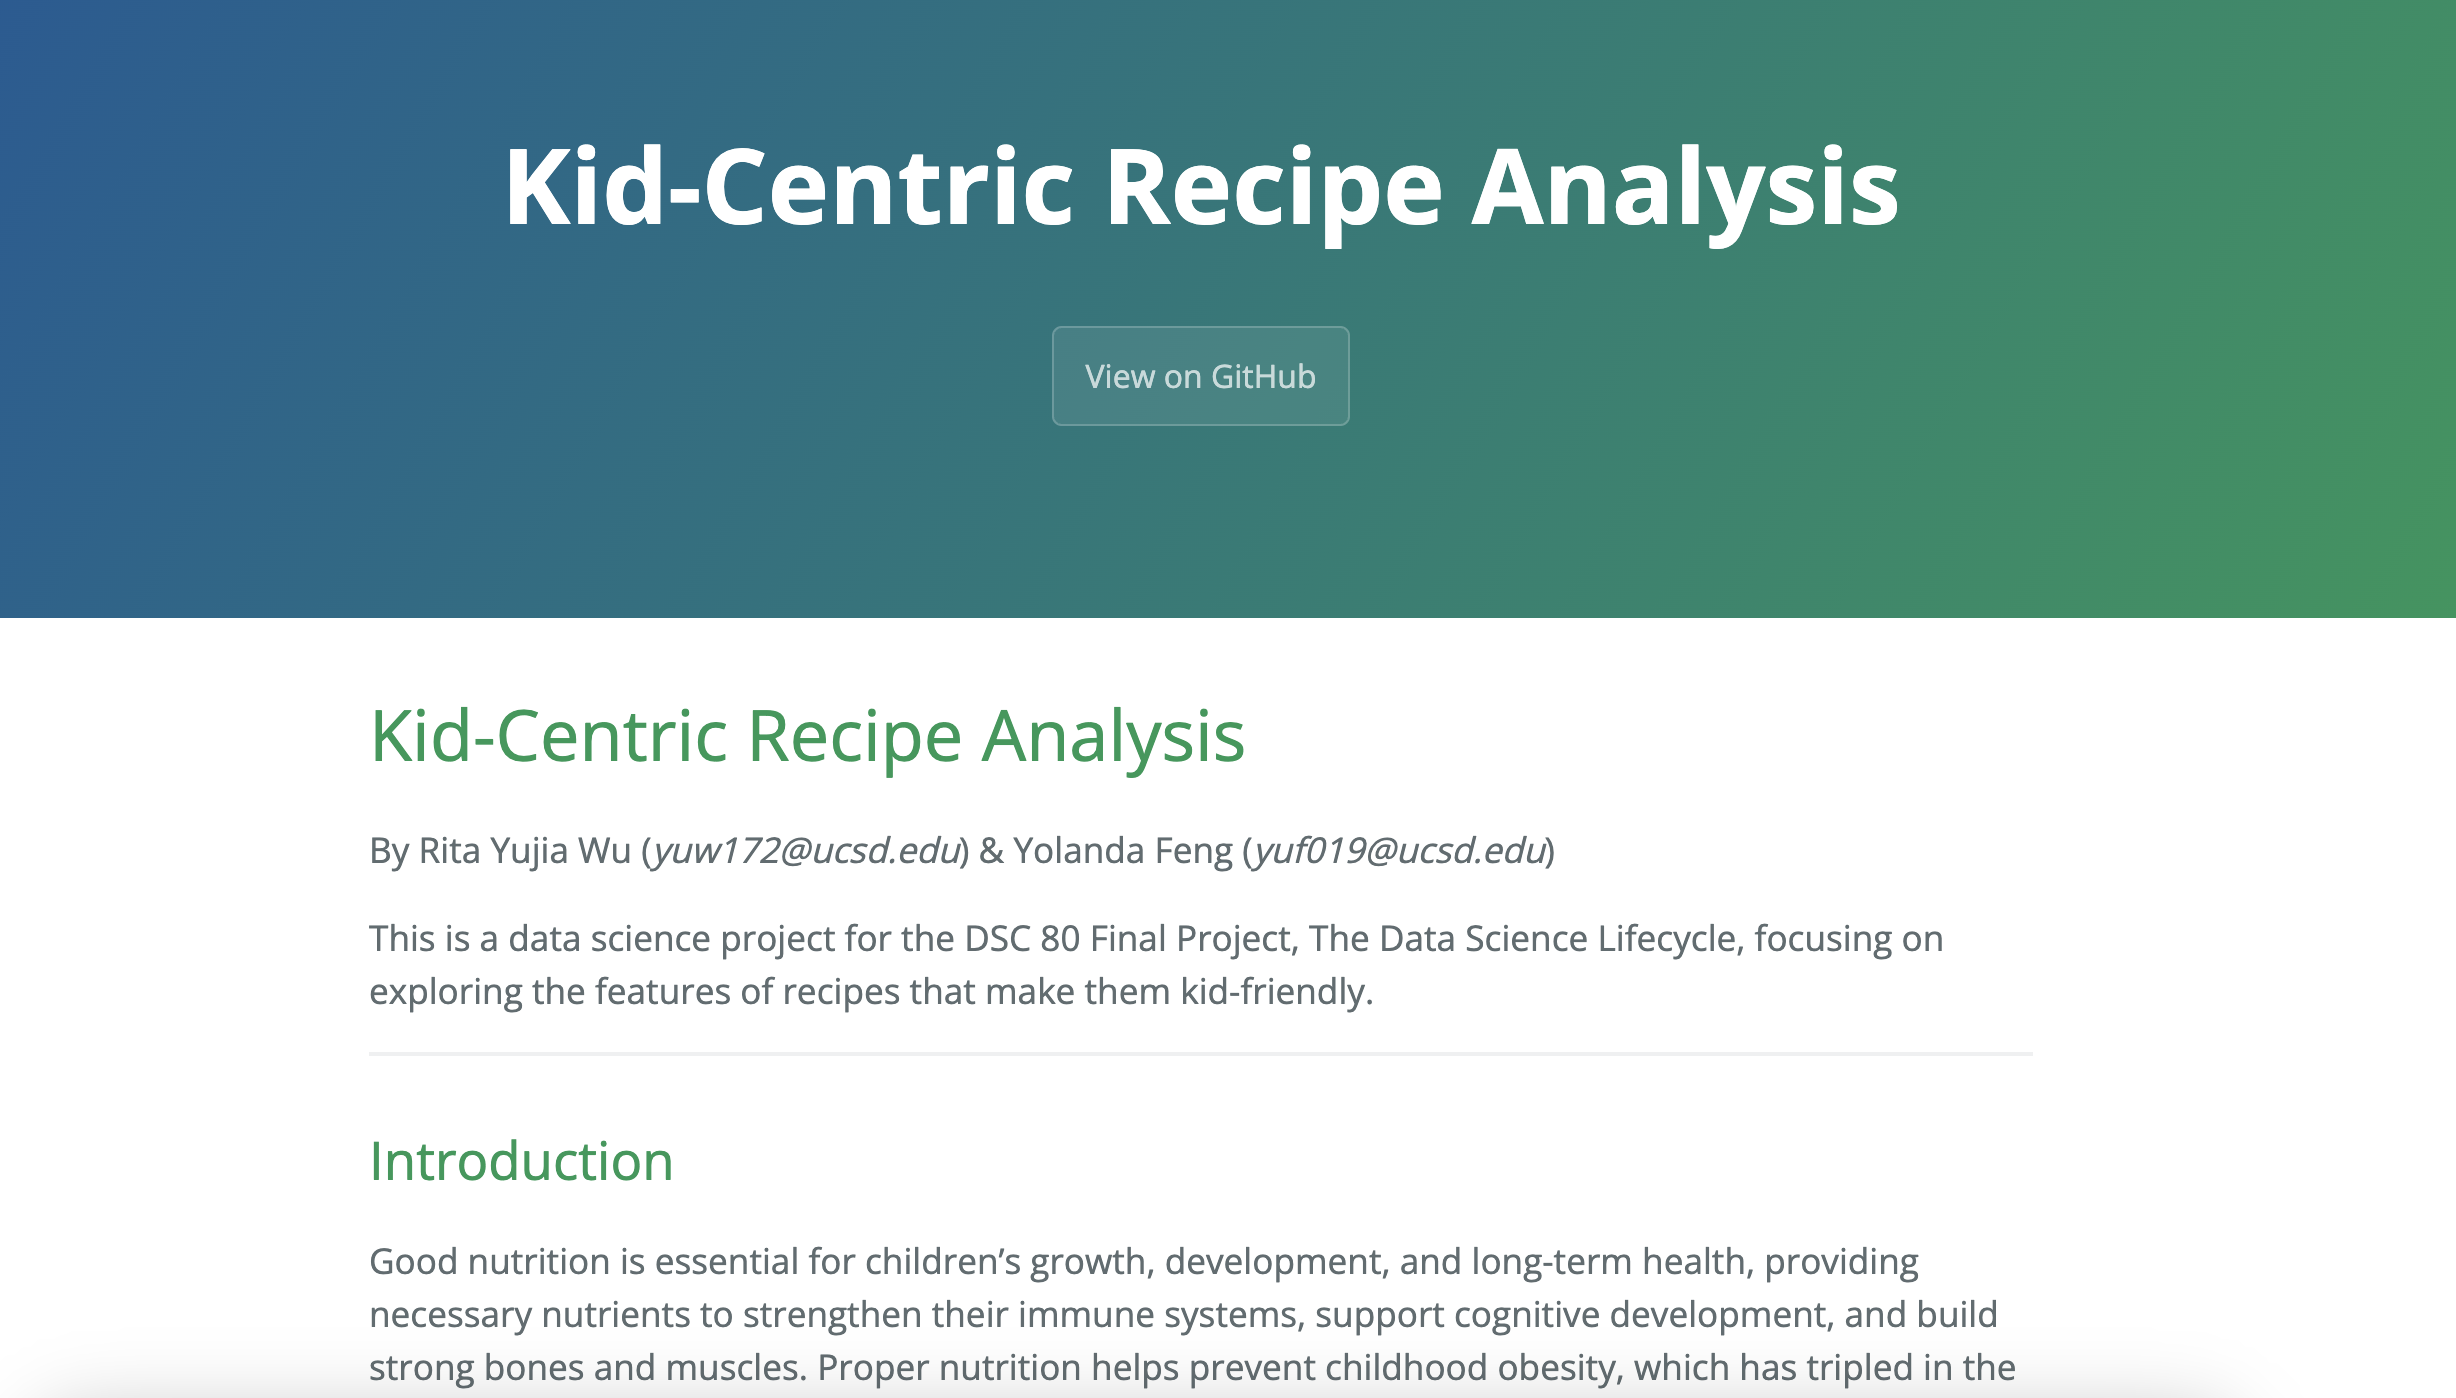 Kid-Centric Recipe Analysis
View on GitHub
Kid-Centric Recipe Analysis
By Rita Yujia Wu (yuw172@ucsd.edu) & Yolanda Feng (yuf019@ucsd.edu)
This is a data science project for the DSC 80 Final Project, The Data Science Lifecycle, focusing on
exploring the features of recipes that make them kid-friendly.
Introduction
Good nutrition is essential for children’s growth, development, and long-term health, providing
necessary nutrients to strengthen their immune systems, support cognitive development, and build
strong bones and muscles. Proper nutrition helps prevent childhood obesity, which has tripled in the